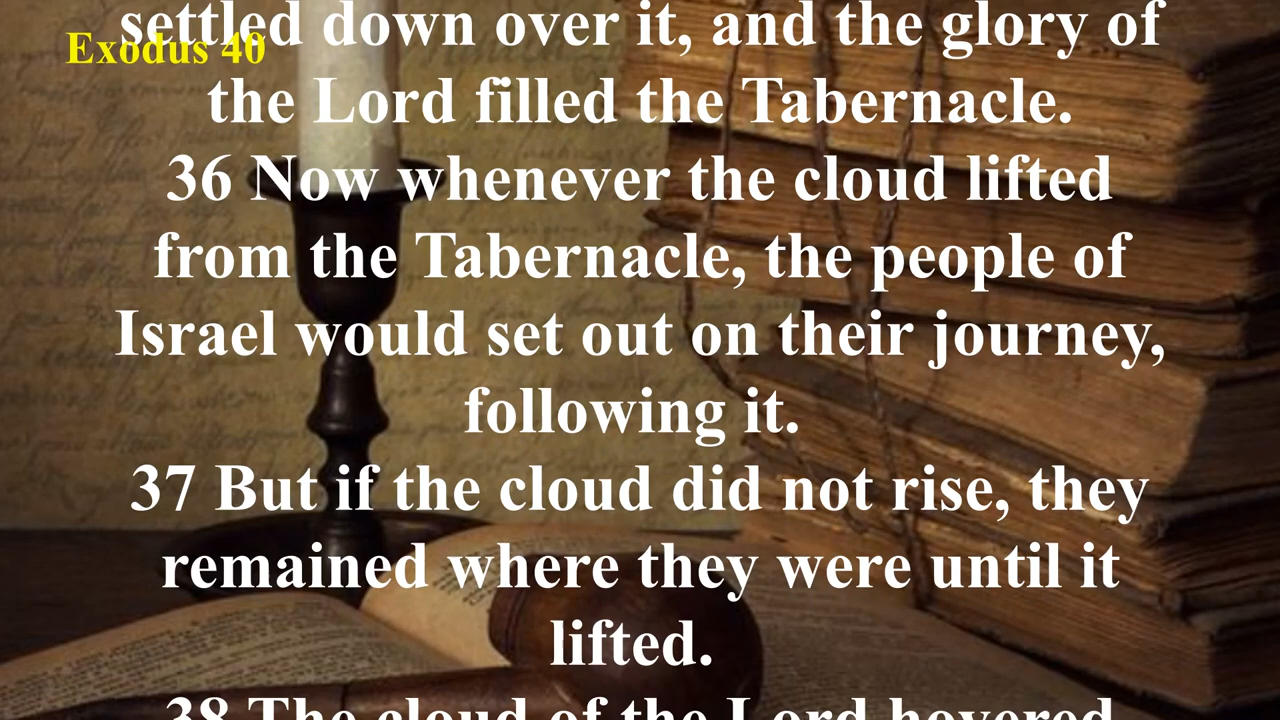 settled down over it, and the glory of
Exodus 40
the Lord filled the Tabernacle.
36 Now whenever the cloud lifted
from the Tabernacle, the people of
Israel would set out on their journey,
following it.
37 But if the cloud did not rise, they
remained where they were until it
lifted.
38 The cloud of the Lord hovered